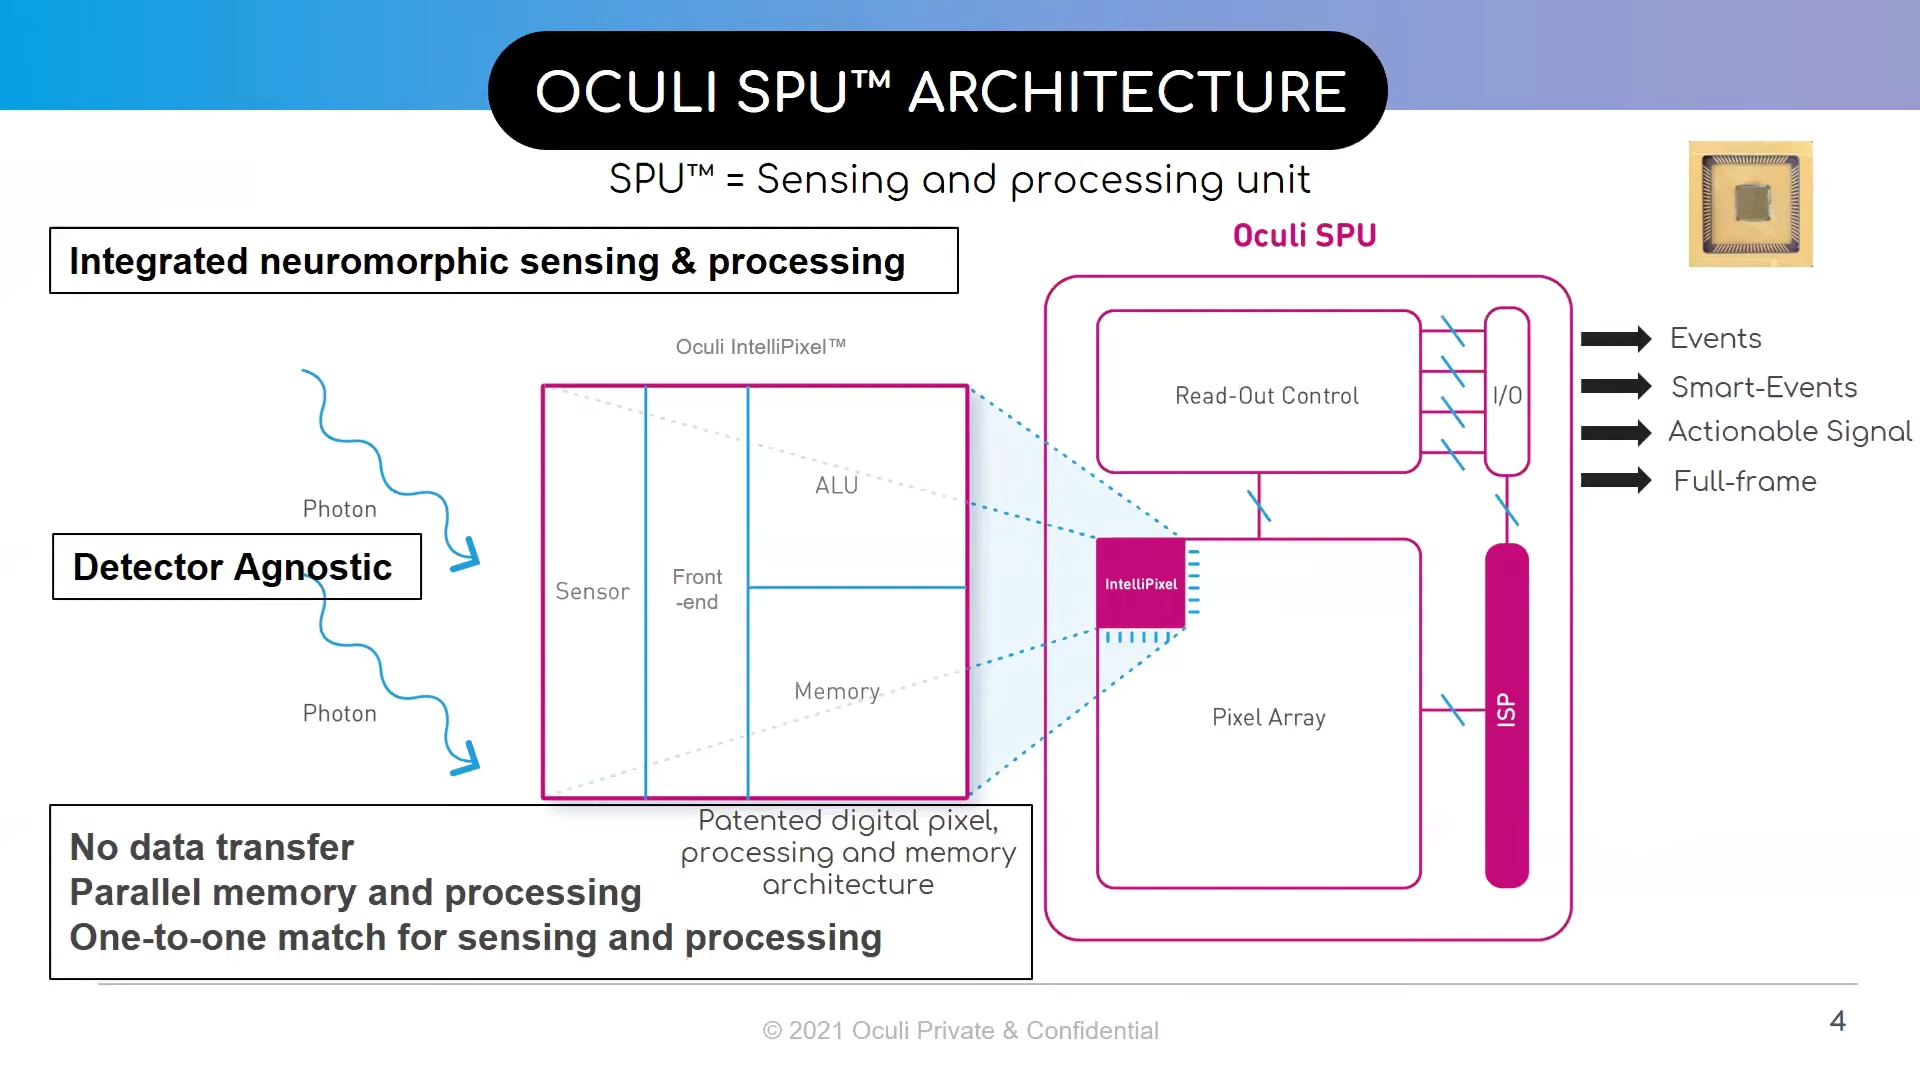 OCULI SPU™ ARCHITECTURE
SPU™ = Sensing and processing unit
Integrated neuromorphic sensing & processing
Oculi SPU
Oculi IntelliPixel™
Read-Out Control
I/O
Events
Smart-Events
Actionable Signal
Full-frame
Photon
ALU
Detector Agnostic
Sensor
Front
-end
IntelliPixel
Photon
Memory
Pixel Array
ISP
Patented digital pixel,
processing and memory
architecture
No data transfer
Parallel memory and processing
One-to-one match for sensing and processing
© 2021 Oculi Private & Confidential
4